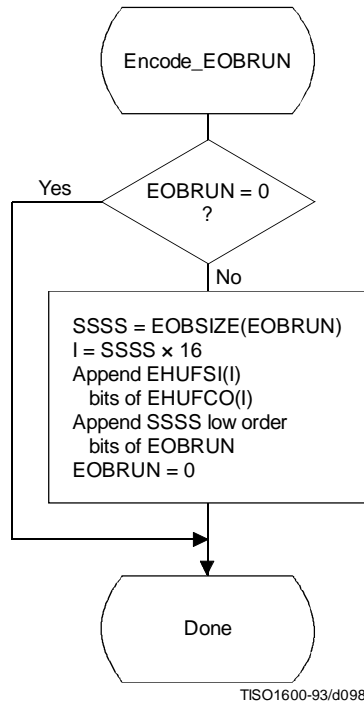 Encode_EOBRUN
Yes
EOBRUN = 0
?
No
SSSS = EOBSIZE(EOBRUN)
I = SSSS × 16
Append EHUFSI(I)
bits of EHUFCO(I)
Append SSSS low order
bits of EOBRUN
EOBRUN = 0
Done
TISO1600-93/d098